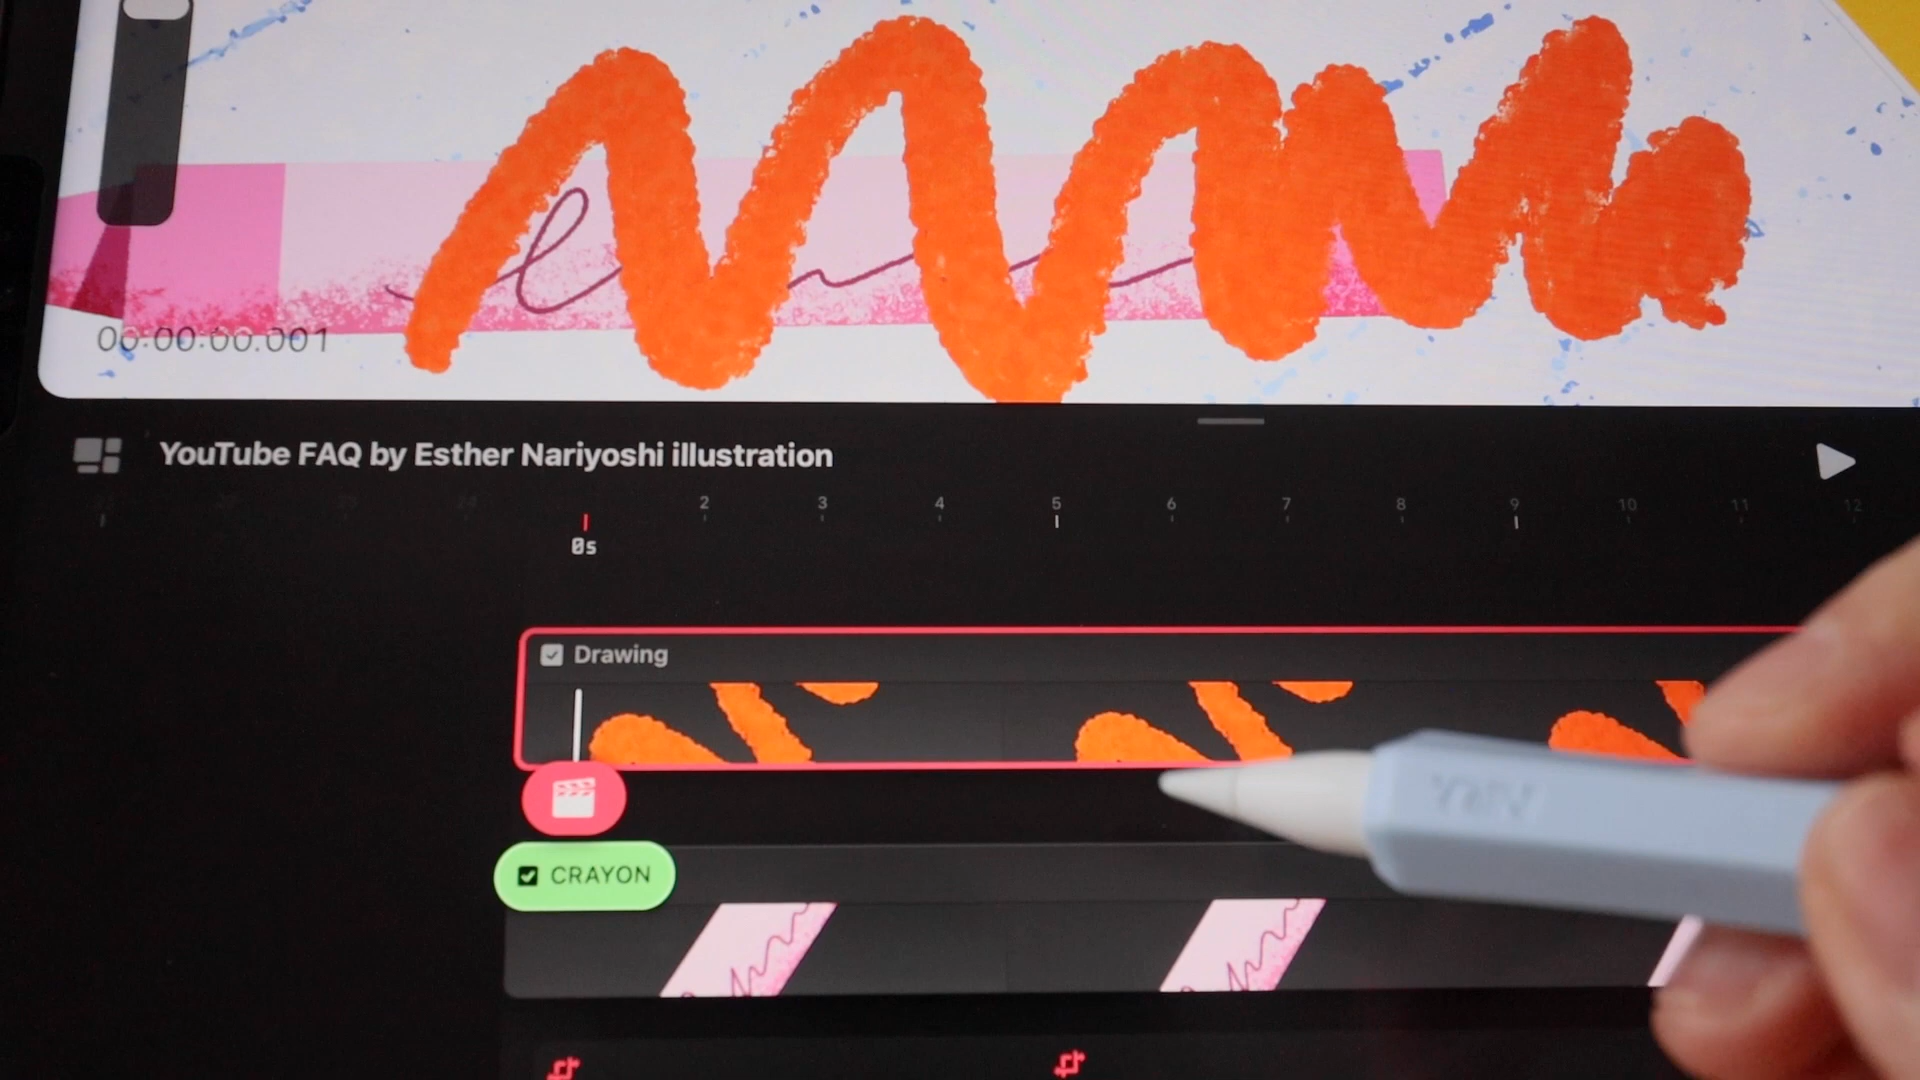 00:00:00.001
YouTube FAQ by Esther Nariyoshi illustration
2 3 4 5 6 7 8 9 10 11 12
0s
Drawing
CRAYON